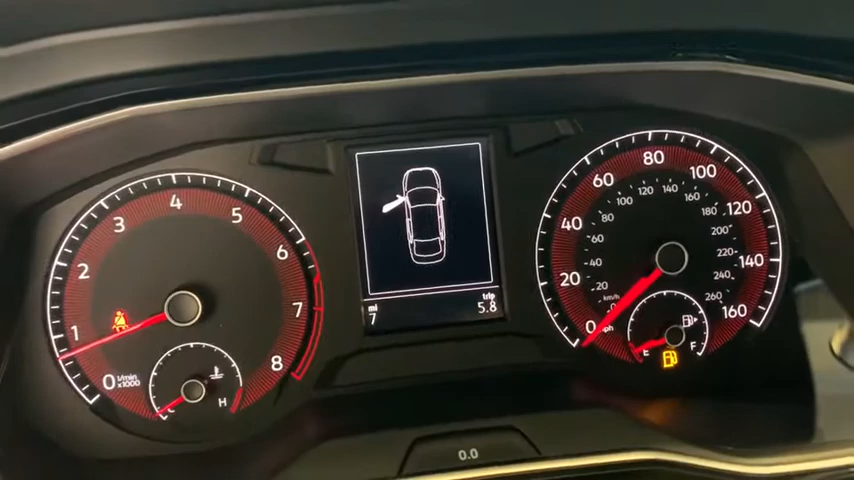 0 1 2 3 4 5 6 7 8
1/min
x1000
C H
mi trip
7 5.8
0 20 40 60 80 100 120 140 160
20 40 60 80 100 120 140 160 180 200 220 240 260
km/h
mph
E F
0.0